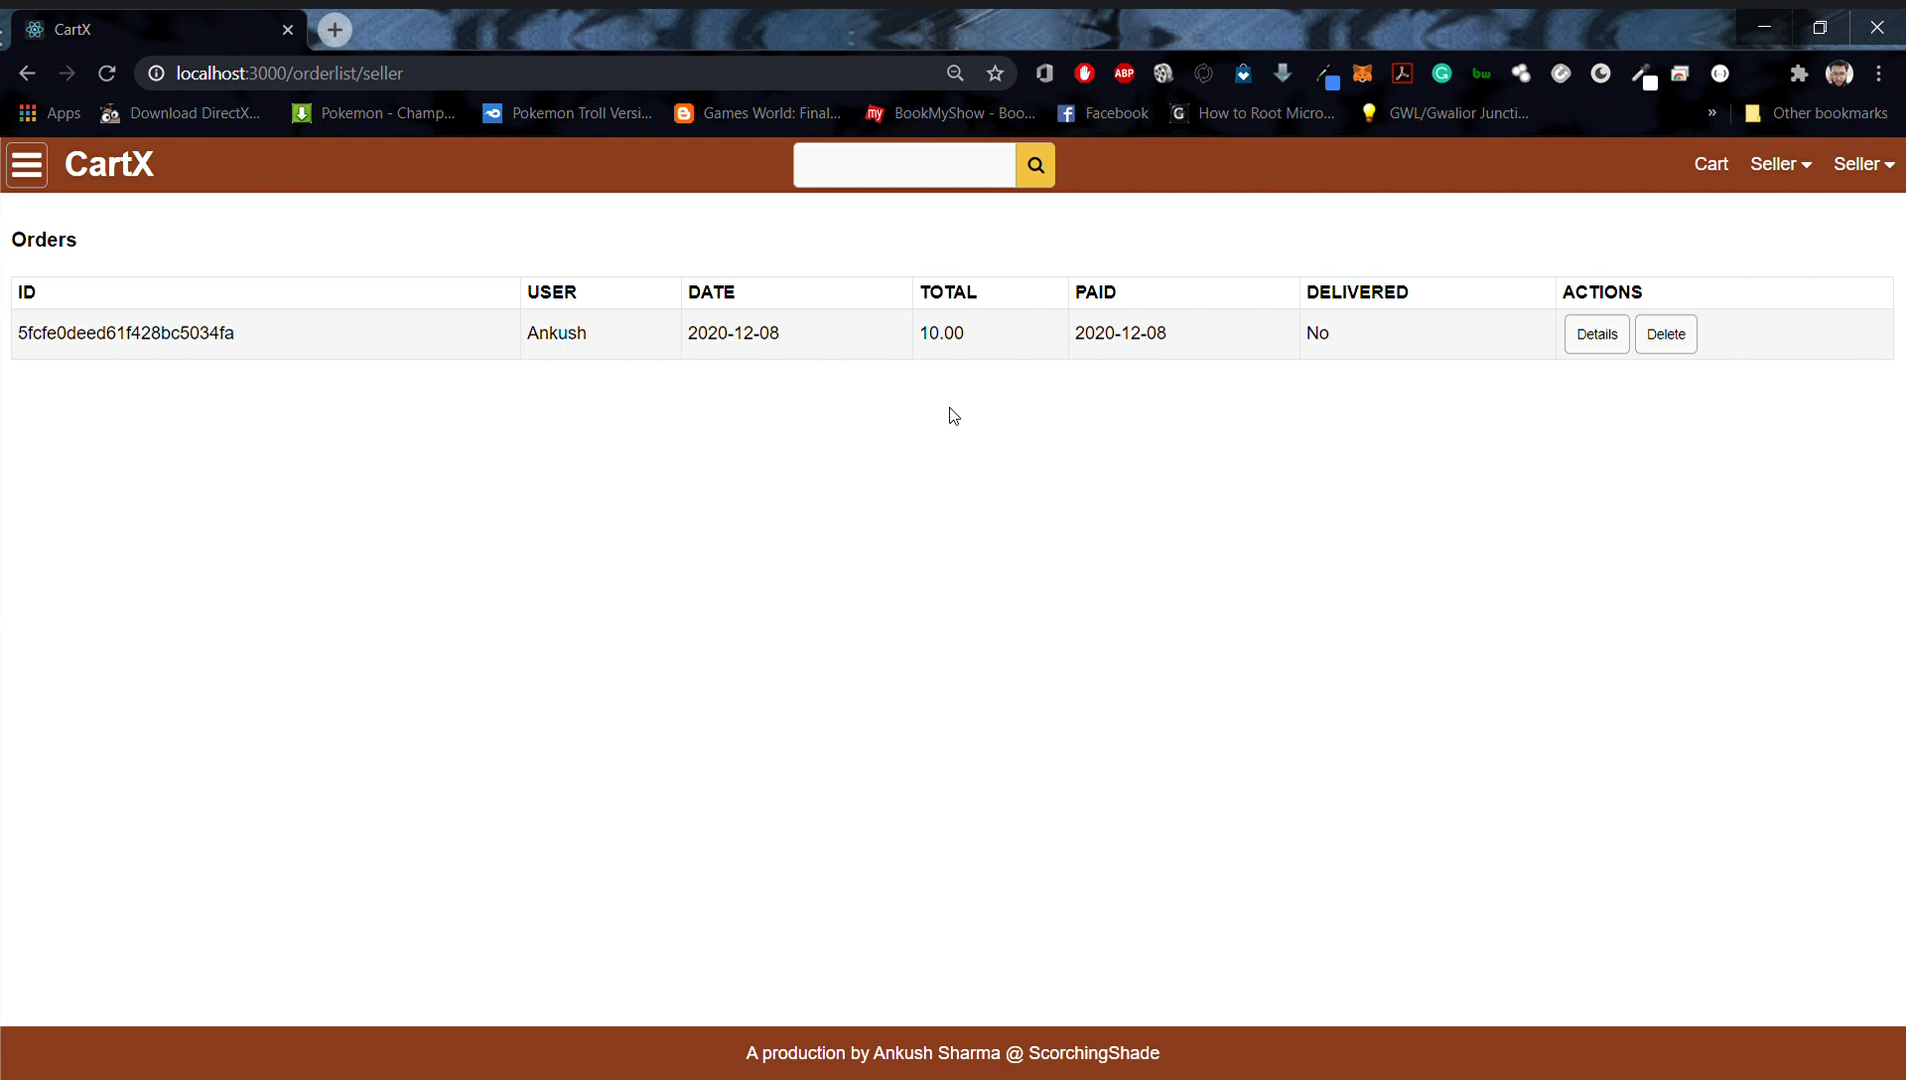 CartX
localhost:3000/orderlist/seller
ABP bw
Apps Download DirectX... Pokemon - Champ... Pokemon Troll Versi... Games World: Final... my BookMyShow - Boo... Facebook G How to Root Micro... GWL/Gwalior Juncti... » Other bookmarks
CartX Cart Seller Seller
Orders
ID USER DATE TOTAL PAID DELIVERED ACTIONS
5fcfe0deed61f428bc5034fa Ankush 2020-12-08 10.00 2020-12-08 No Details Delete
A production by Ankush Sharma @ ScorchingShade